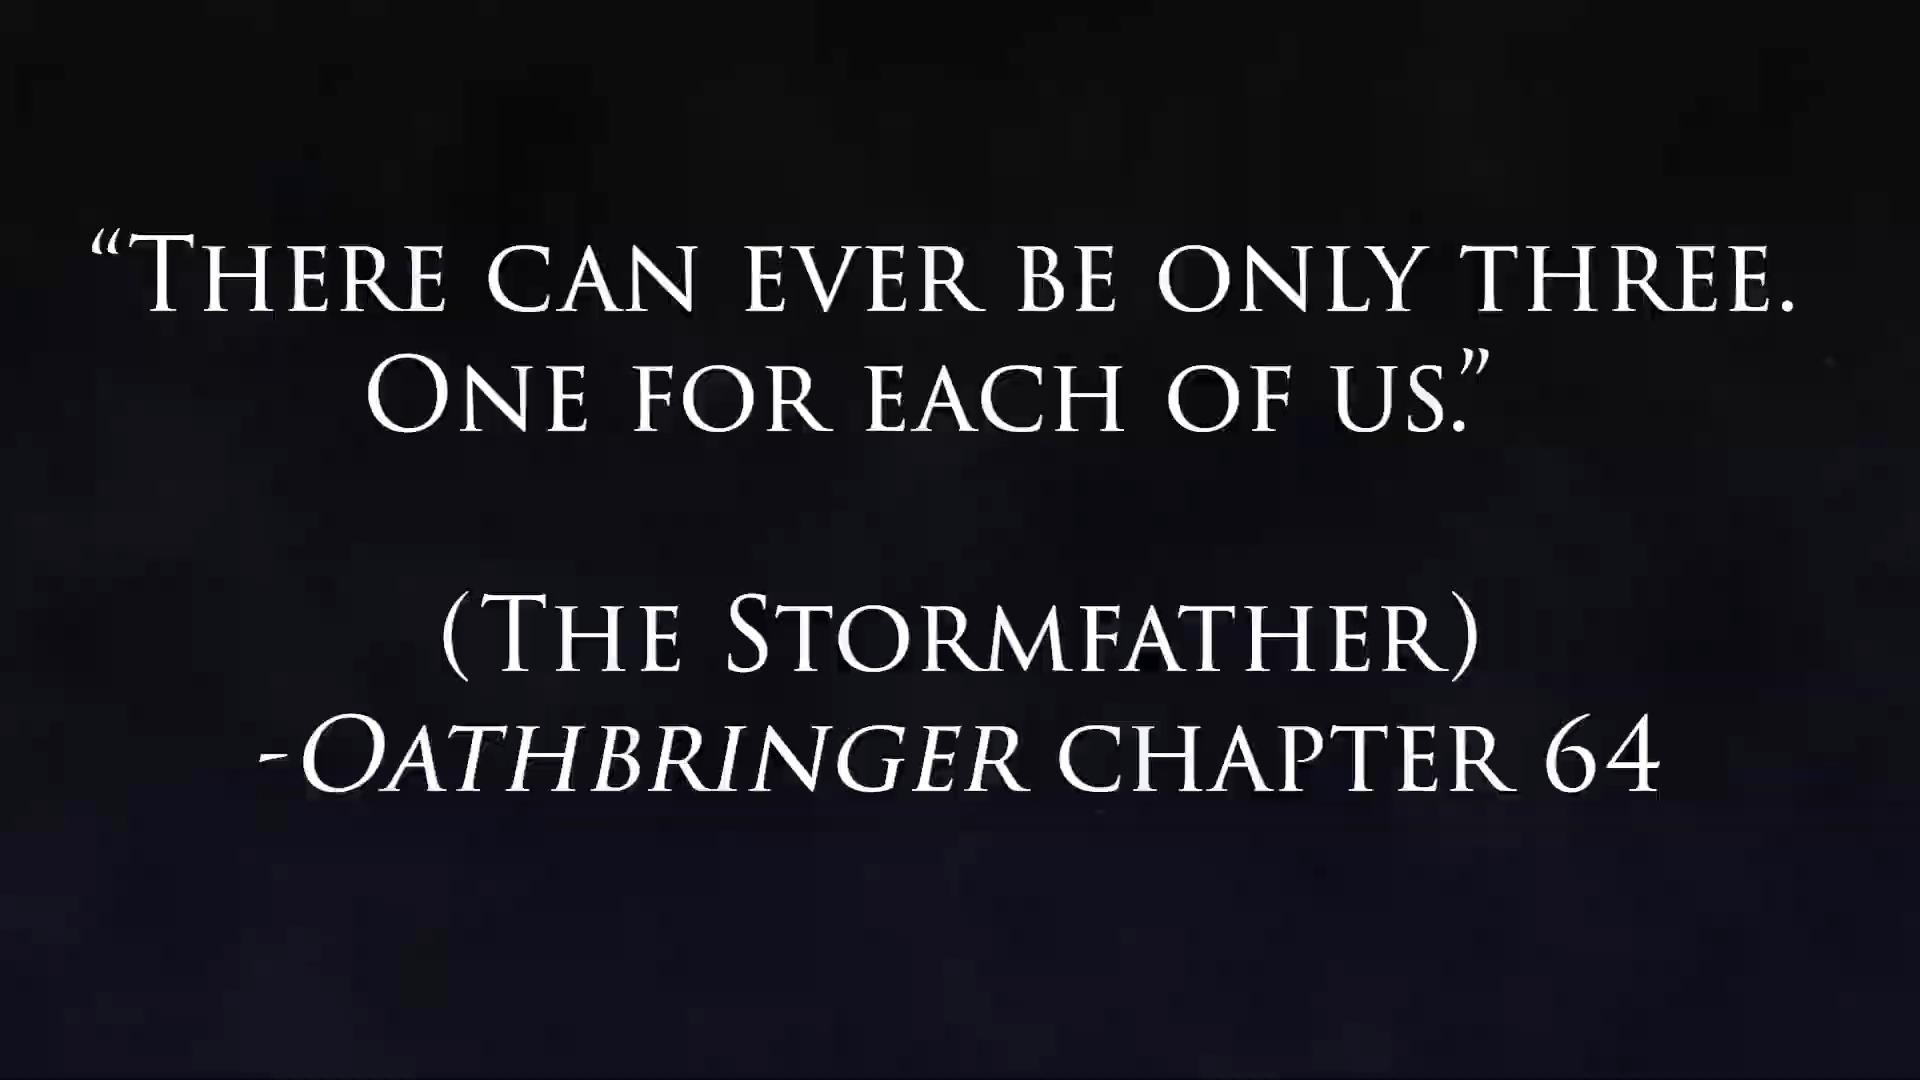 “There can ever be only three.
One for each of us.”
(The Stormfather)
-Oathbringer chapter 64